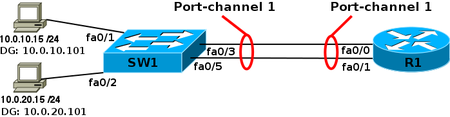 Port-channel 1
Port-channel 1
10.0.10.15 /24
DG: 10.0.10.101
fa0/1
fa0/3
fa0/0
SW1
fa0/5
fa0/1
R1
10.0.20.15 /24
DG: 10.0.20.101
fa0/2